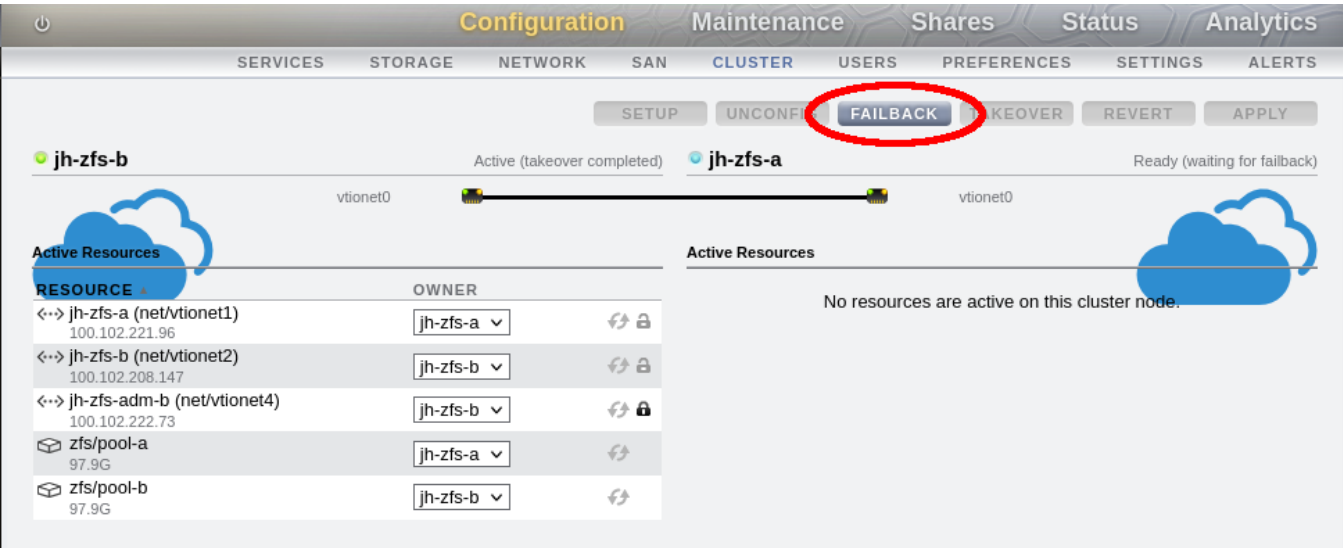 Configuration Maintenance Shares Status Analytics
SERVICES STORAGE NETWORK SAN CLUSTER USERS PREFERENCES SETTINGS ALERTS
SETUP FAILBACK REVERT APPLY
jh-zfs-b Active (takeover completed) jh-zfs-a Ready (waiting for failback)
vtionet0 vtionet0
Active Resources Active Resources
RESOURCE OWNER
No resources are active on this cluster node.
jh-zfs-a (net/vtionet1) jh-zfs-a
100.102.221.96
jh-zfs-b (net/vtionet2) jh-zfs-b
100.102.208.147
jh-zfs-adm-b (net/vtionet4) jh-zfs-b
100.102.222.73
zfs/pool-a jh-zfs-a
97.9G
zfs/pool-b jh-zfs-b
97.9G